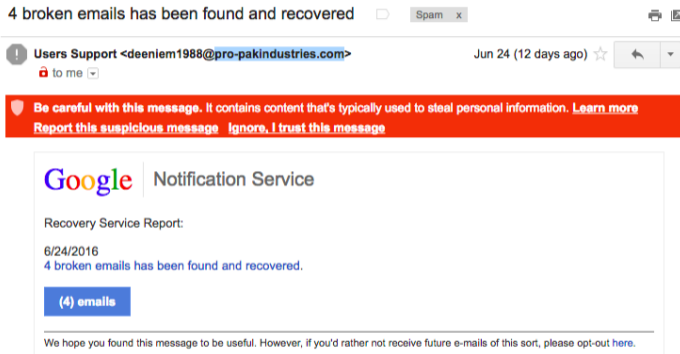 4 broken emails has been found and recovered
Spam x
Users Support <deeniem1988@pro-pakindustries.com>
Jun 24 (12 days ago)
to me
Be careful with this message. It contains content that's typically used to steal personal information. Learn more
Report this suspicious message Ignore, I trust this message
Google Notification Service
Recovery Service Report:
6/24/2016
4 broken emails has been found and recovered.
(4) emails
We hope you found this message to be useful. However, if you'd rather not receive future e-mails of this sort, please opt-out here.